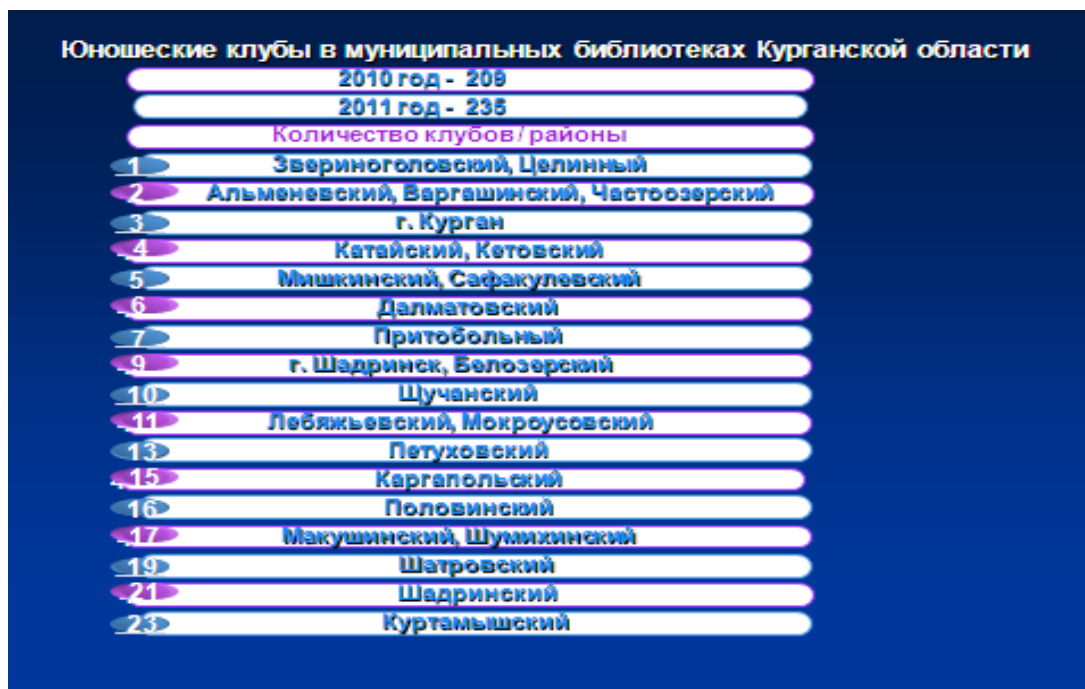 Юношеские клубы в муниципальных библиотеках Курганской области
2010 год - 209
2011 год - 235
Количество клубов / районы
1 Звериноголовский, Целинный
2 Альменевский, Варгашинский, Частоозерский
3 г. Курган
4 Катайский, Кетовский
5 Мишкинский, Сафакулевский
6 Далматовский
7 Притобольный
9 г. Шадринск, Белозерский
10 Щучанский
11 Лебяжьевский, Мокроусовский
13 Петуховский
15 Каргапольский
16 Половинский
17 Макушинский, Шумихинский
19 Шатровский
21 Шадринский
23 Куртамышский